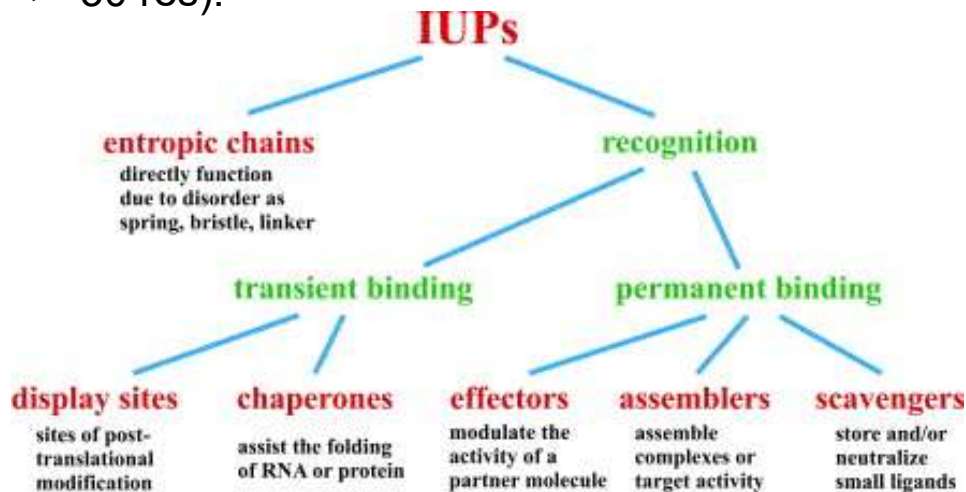 IUPs
entropic chains
directly function
due to disorder as
spring, bristle, linker
recognition
transient binding
permanent binding
display sites
sites of post-
translational
modification
chaperones
assist the folding
of RNA or protein
effectors
modulate the
activity of a
partner molecule
assemblers
assemble
complexes or
target activity
scavengers
store and/or
neutralize
small ligands